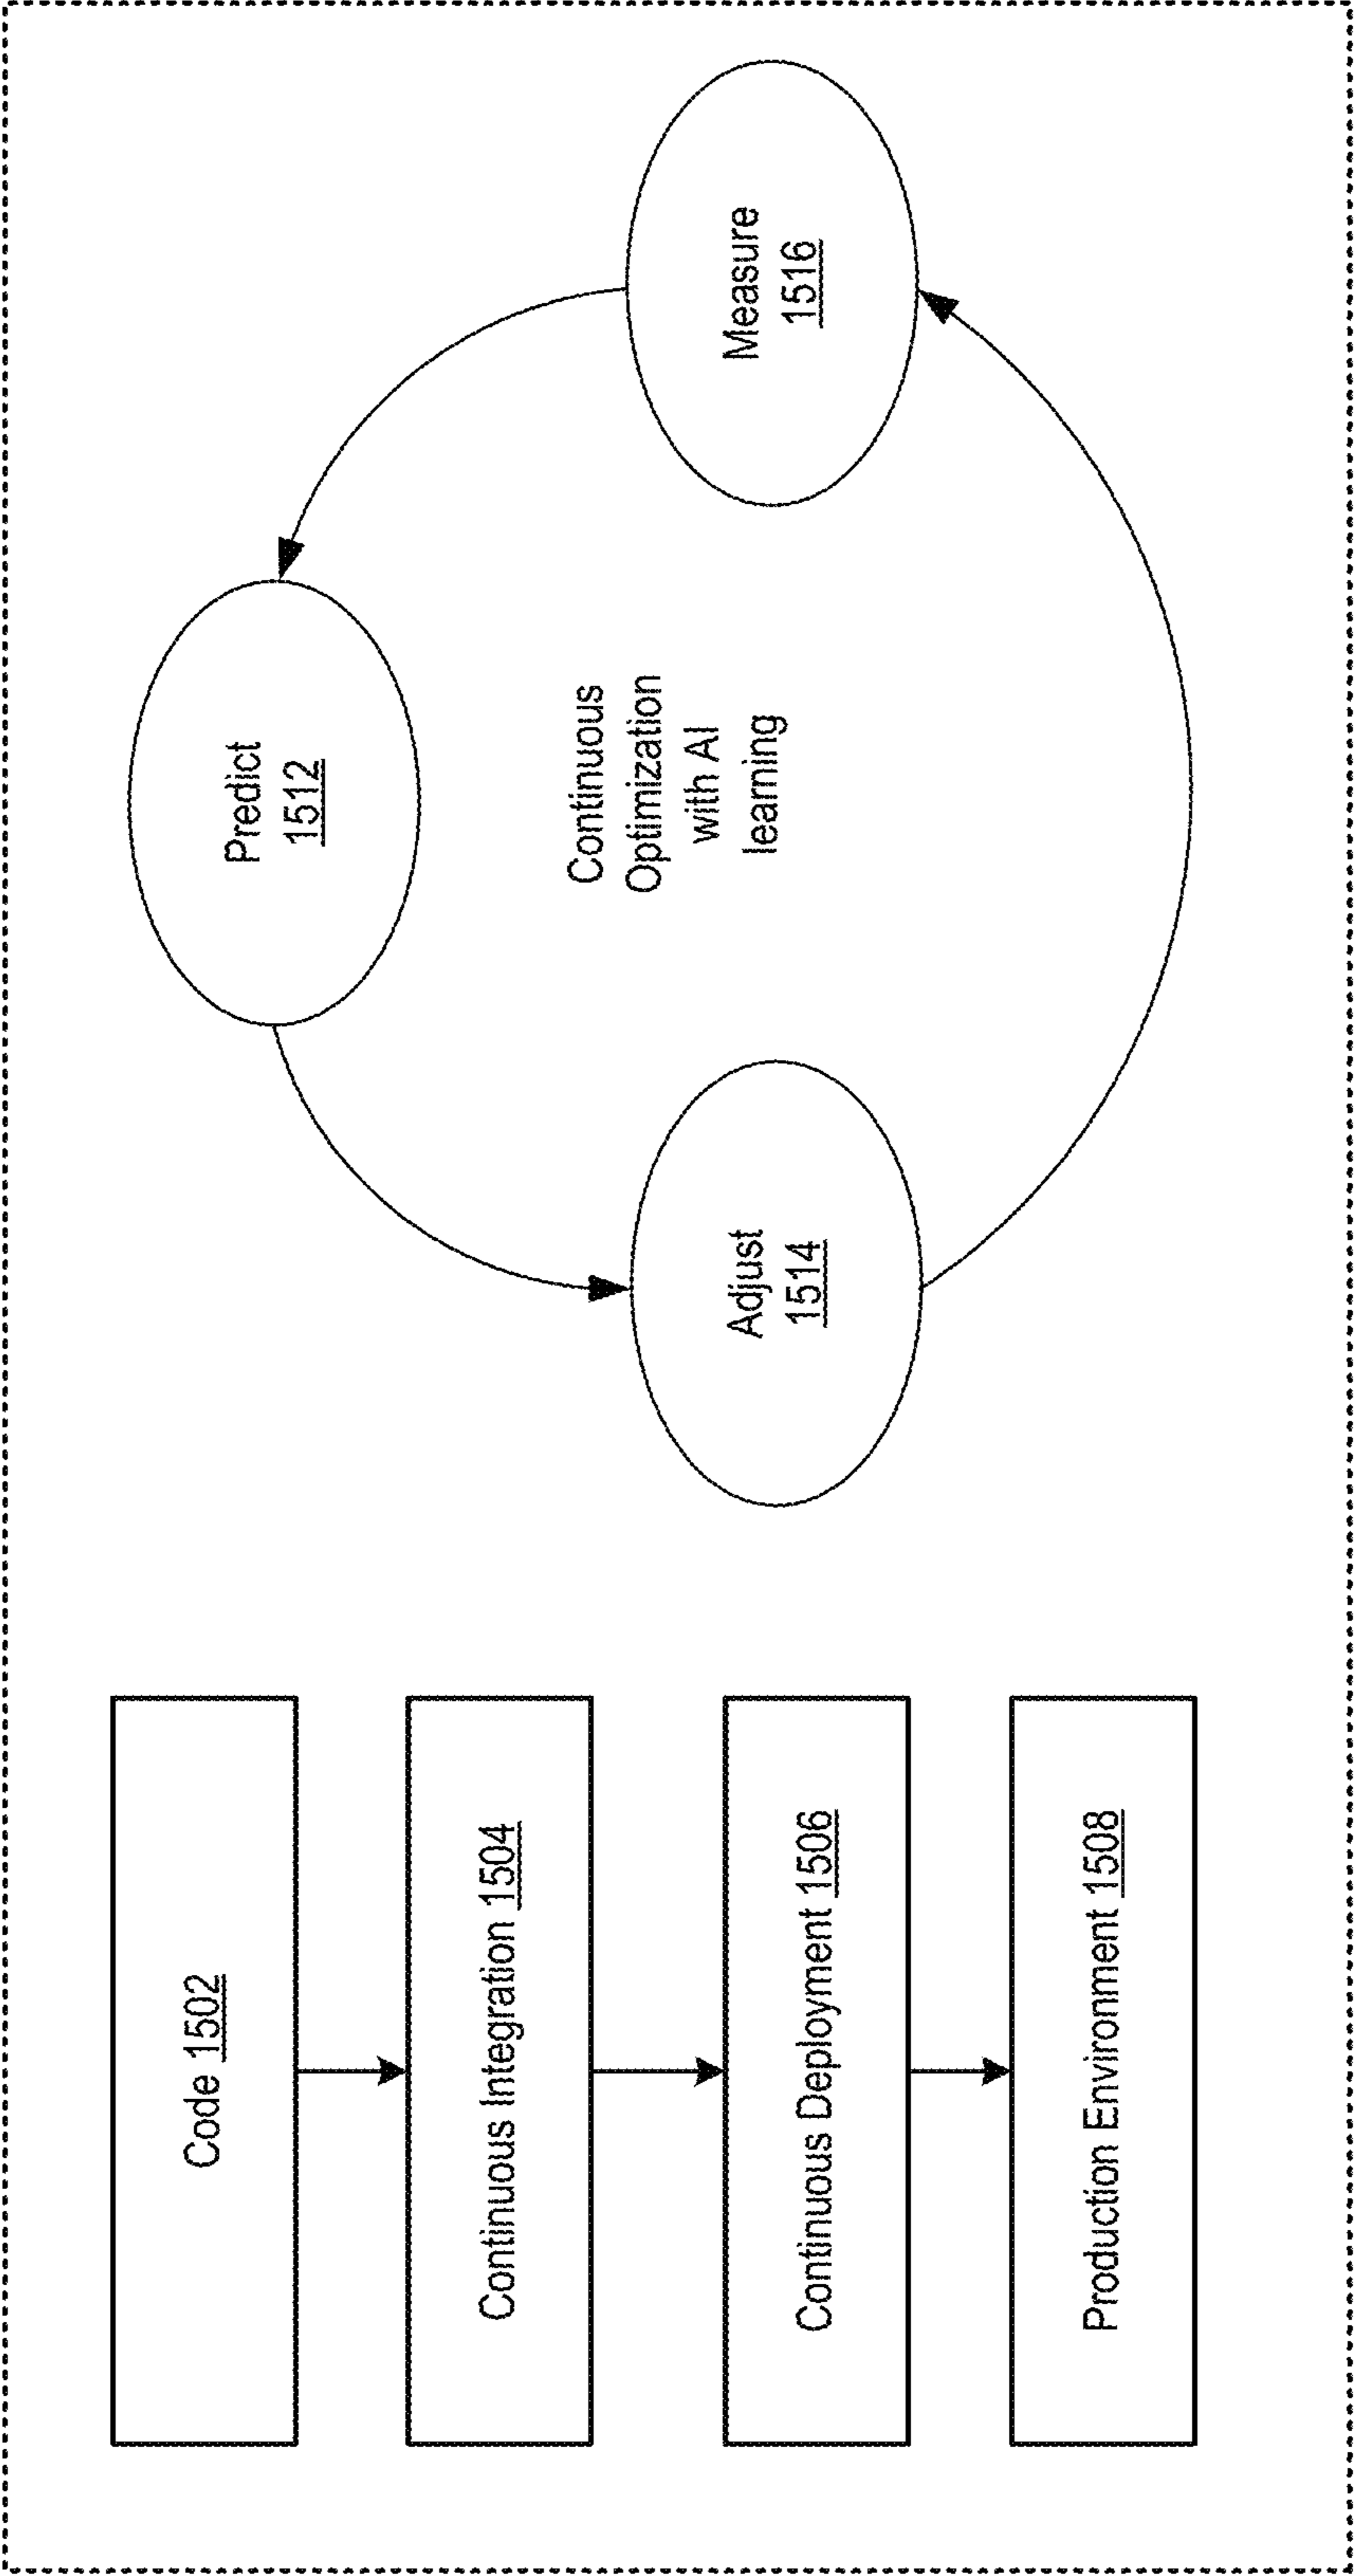 Code 1502
Continuous Integration 1504
Continuous Deployment 1506
Production Environment 1508
Predict
1512
Continuous
Optimization
with AI
learning
Adjust
1514
Measure
1516